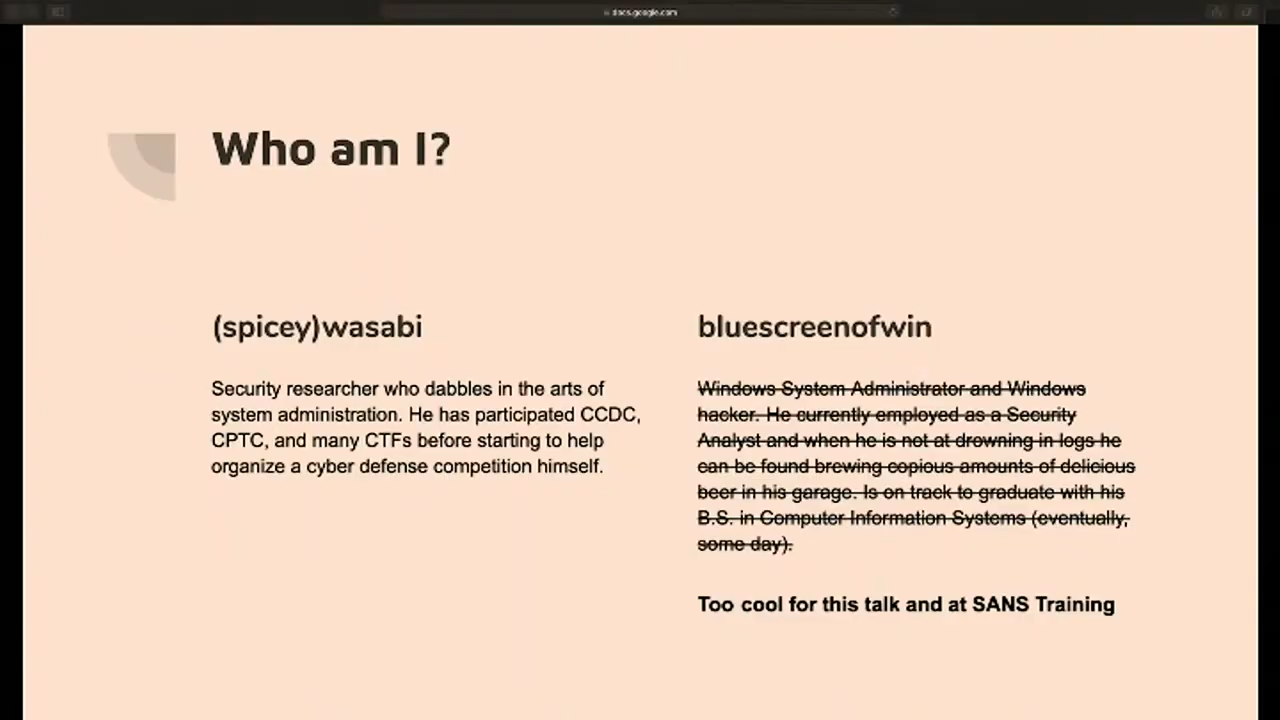 docs.google.com
Who am I?
(spicey)wasabi
Security researcher who dabbles in the arts of
system administration. He has participated CCDC,
CPTC, and many CTFs before starting to help
organize a cyber defense competition himself.
bluescreenofwin
Windows System Administrator and Windows
hacker. He currently employed as a Security
Analyst and when he is not at drowning in logs he
can be found brewing copious amounts of delicious
beer in his garage. Is on track to graduate with his
B.S. in Computer Information Systems (eventually,
some day).
Too cool for this talk and at SANS Training